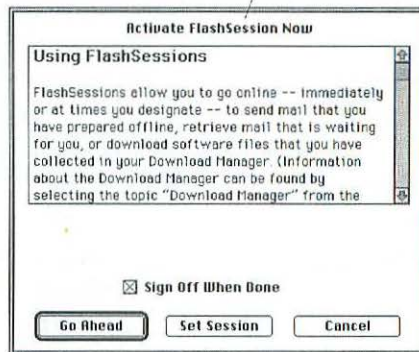 Activate FlashSession Now
Using FlashSessions
FlashSessions allow you to go online -- immediately
or at times you designate -- to send mail that you
have prepared offline, retrieve mail that is waiting
for you, or download software files that you have
collected in your Download Manager. (Information
about the Download Manager can be found by
selecting the topic "Download Manager" from the
Sign Off When Done
Go Ahead Set Session Cancel